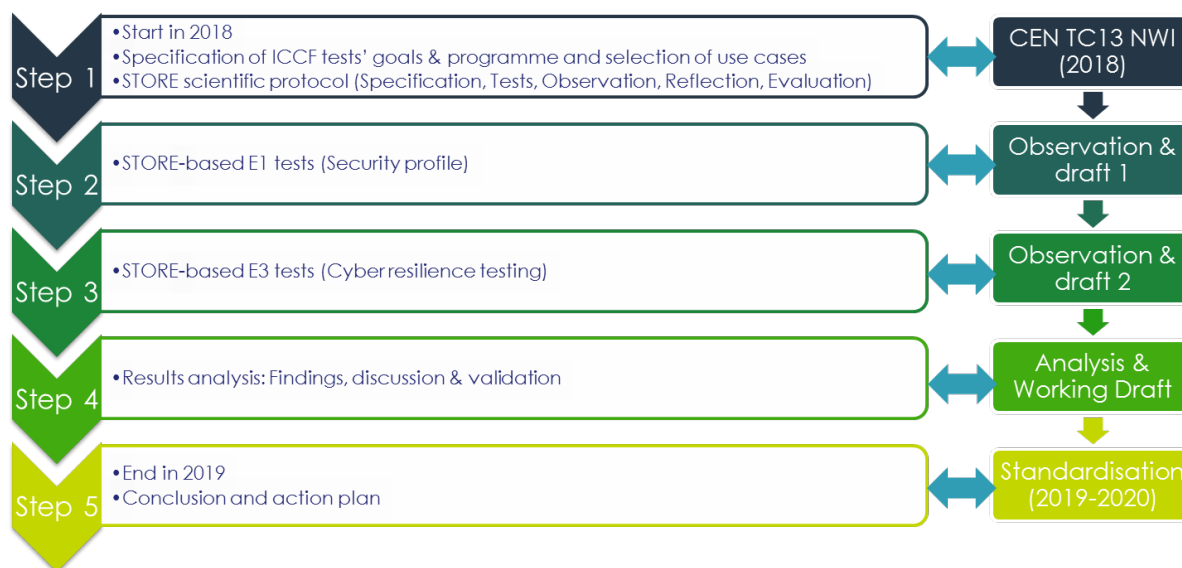 Step 1
•Start in 2018
•Specification of ICCF tests' goals & programme and selection of use cases
•STORE scientific protocol (Specification, Tests, Observation, Reflection, Evaluation)
CEN TC13 NWI
(2018)
Step 2
•STORE-based E1 tests (Security profile)
Observation &
draft 1
Step 3
•STORE-based E3 tests (Cyber resilience testing)
Observation &
draft 2
Step 4
•Results analysis: Findings, discussion & validation
Analysis &
Working Draft
Step 5
•End in 2019
•Conclusion and action plan
Standardisation
(2019-2020)